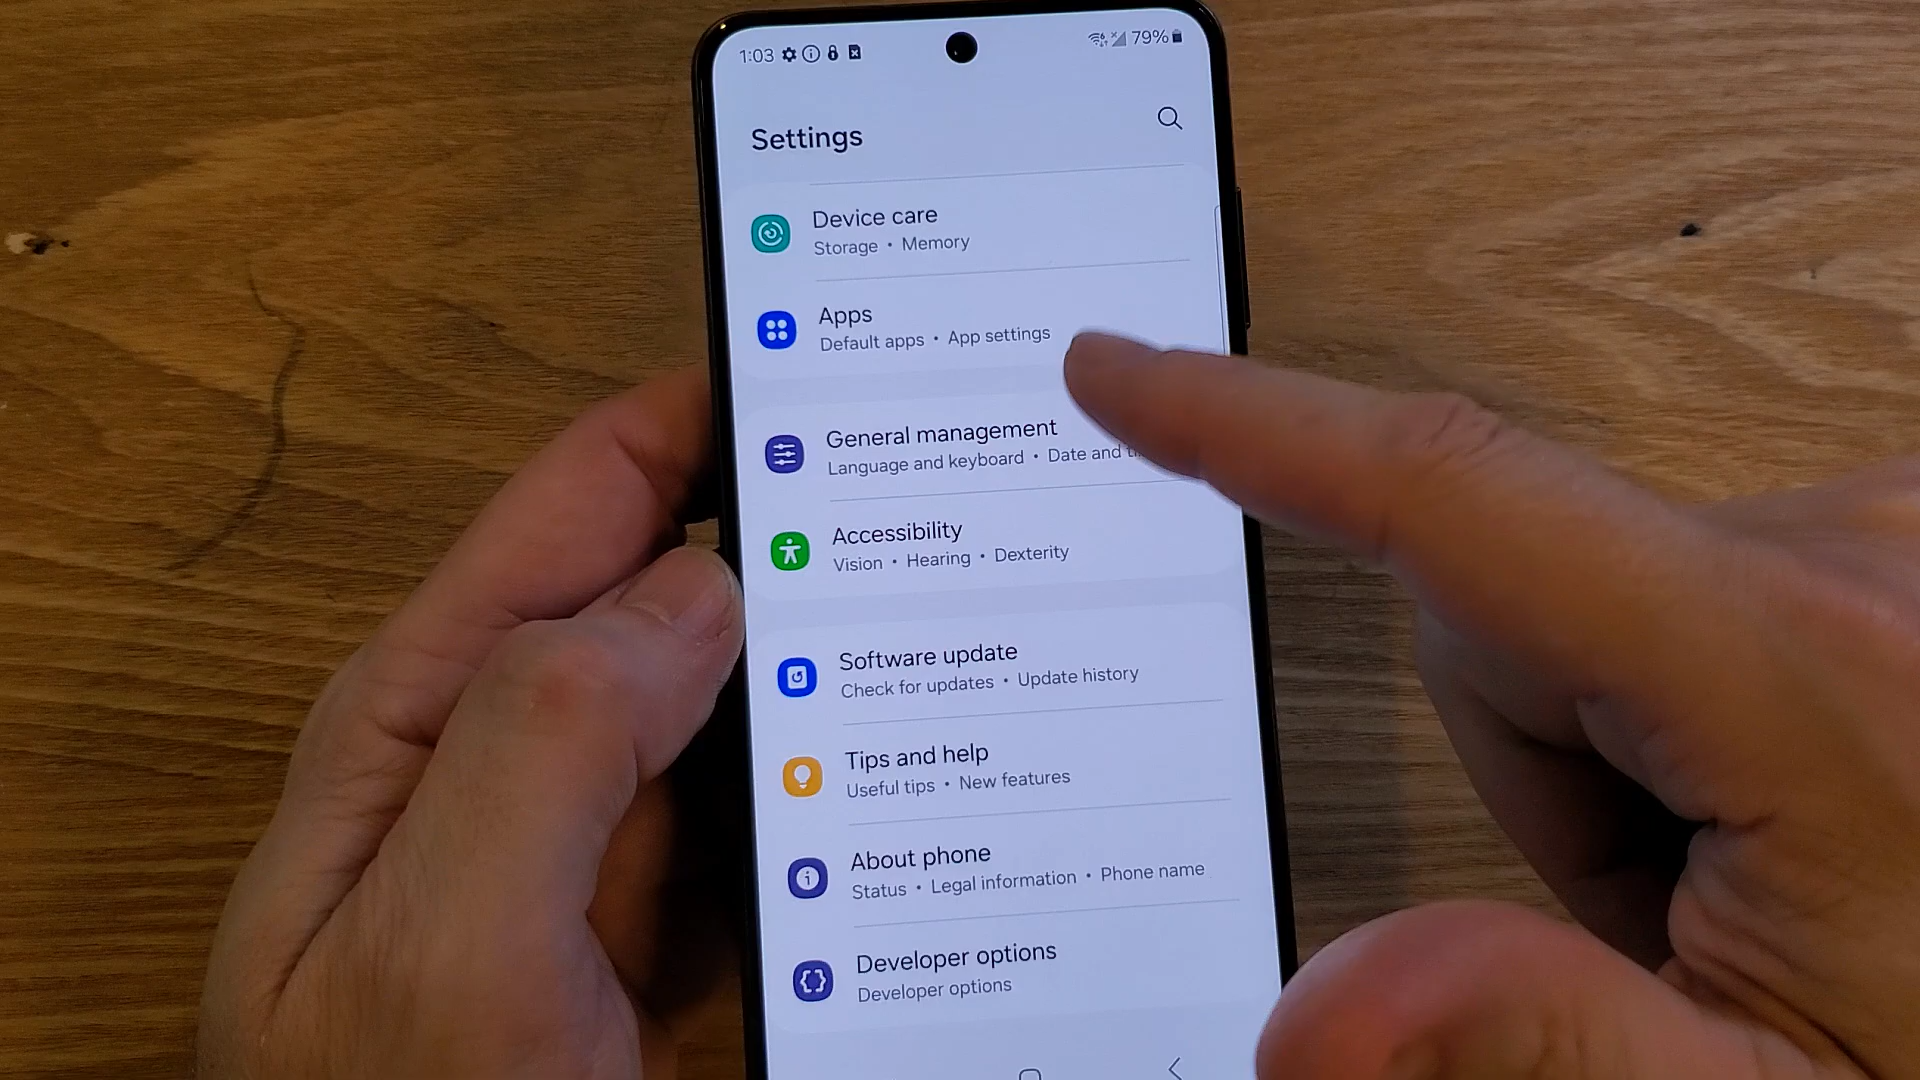 1:03
79%
Settings
Device care
Storage • Memory
Apps
Default apps • App settings
General management
Language and keyboard • Date and
Accessibility
Vision • Hearing • Dexterity
Software update
Check for updates • Update history
Tips and help
Useful tips • New features
About phone
Status • Legal information • Phone name
Developer options
Developer options